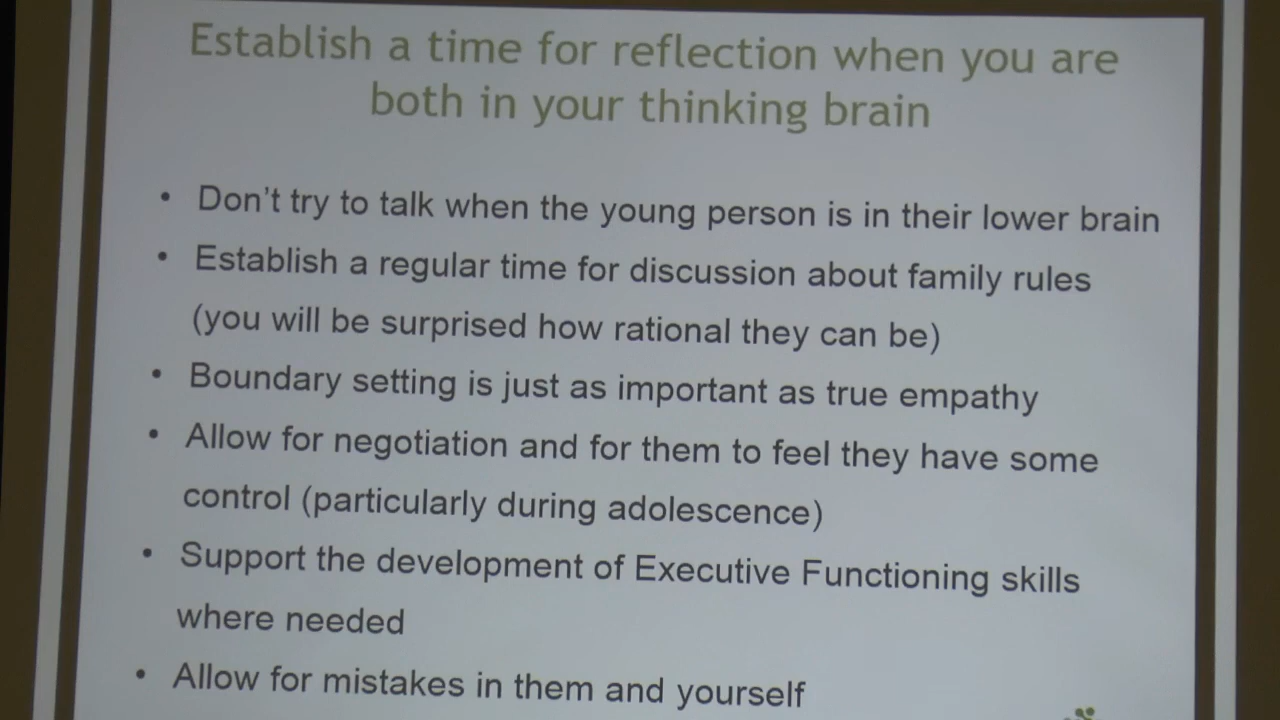 Establish a time for reflection when you are
both in your thinking brain
• Don't try to talk when the young person is in their lower brain
• Establish a regular time for discussion about family rules
(you will be surprised how rational they can be)
• Boundary setting is just as important as true empathy
• Allow for negotiation and for them to feel they have some
control (particularly during adolescence)
• Support the development of Executive Functioning skills
where needed
• Allow for mistakes in them and yourself